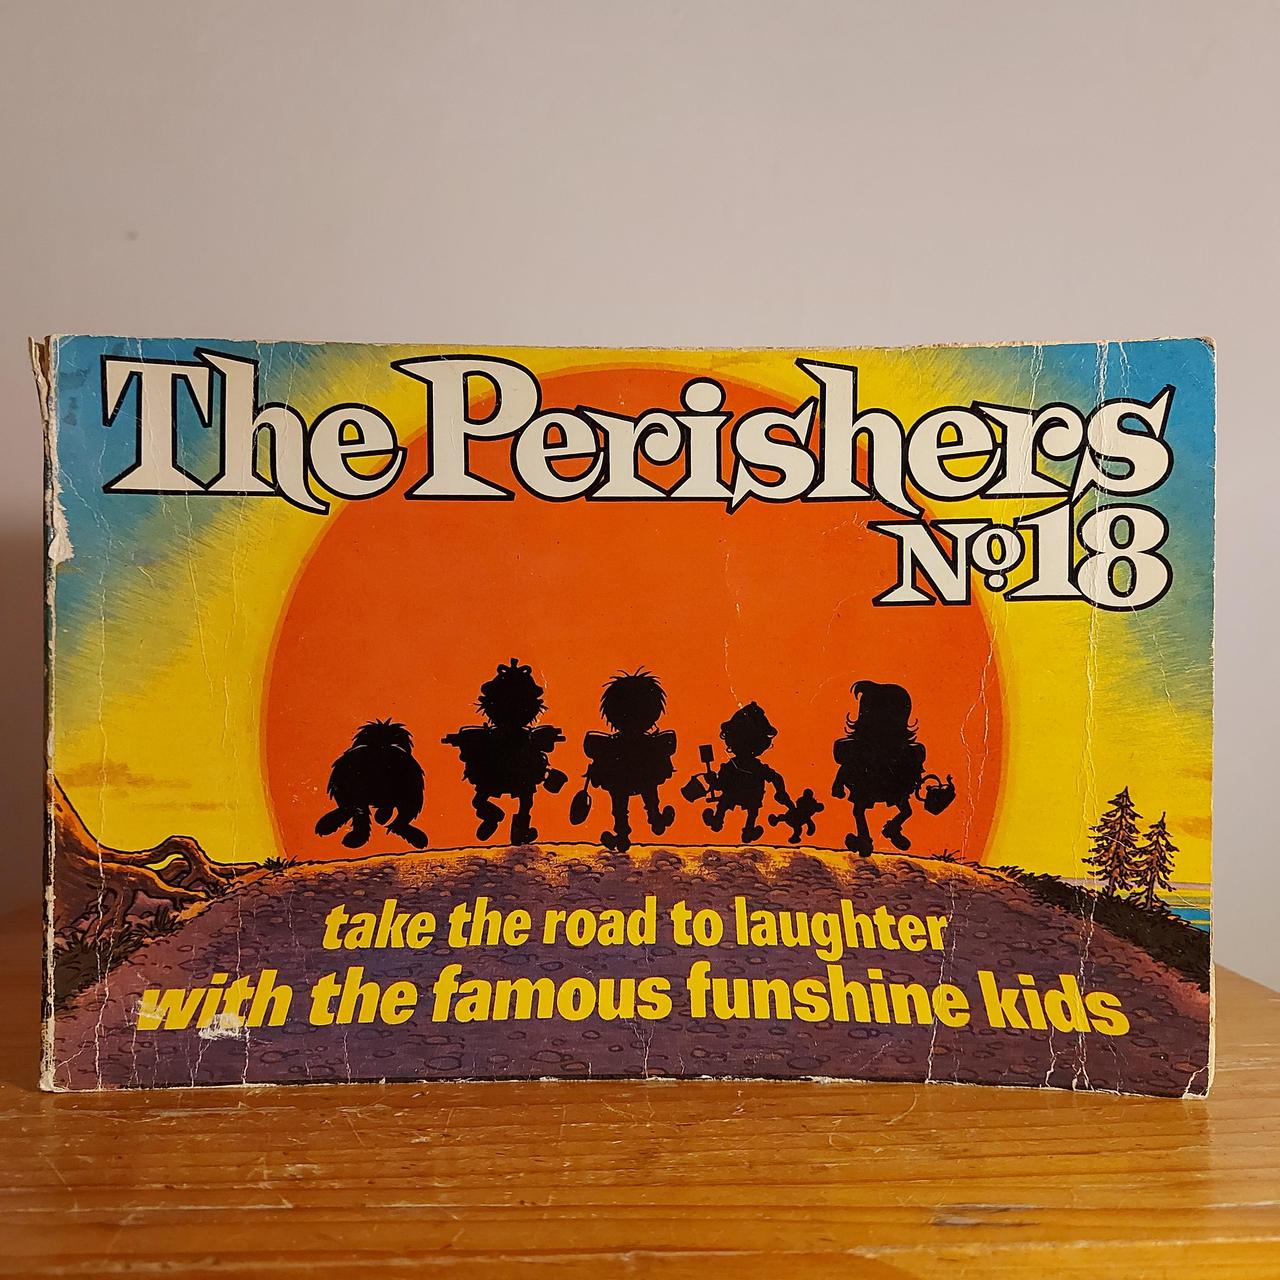 The Perishers
No18
take the road to laughter
with the famous funshine kids